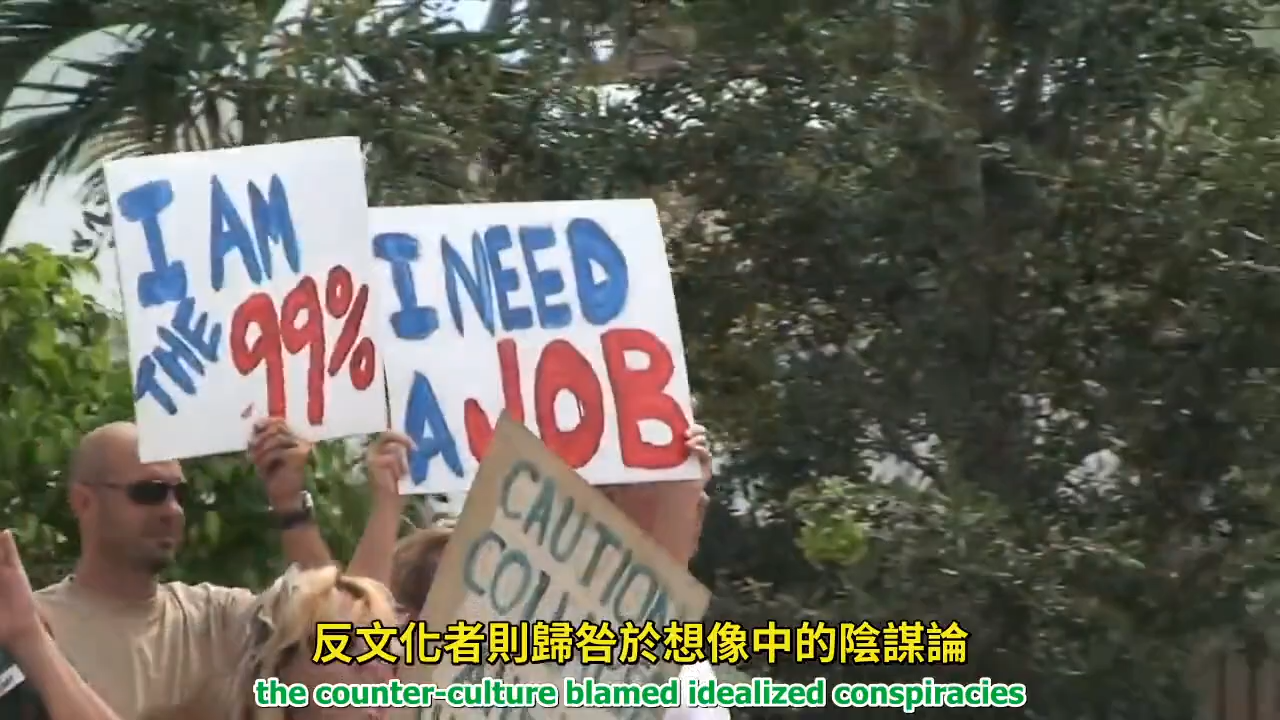 I AM
THE 99%
I NEED
A JOB
CAUTION
反文化者則歸咎於想像中的陰謀論
the counter-culture blamed idealized conspiracies